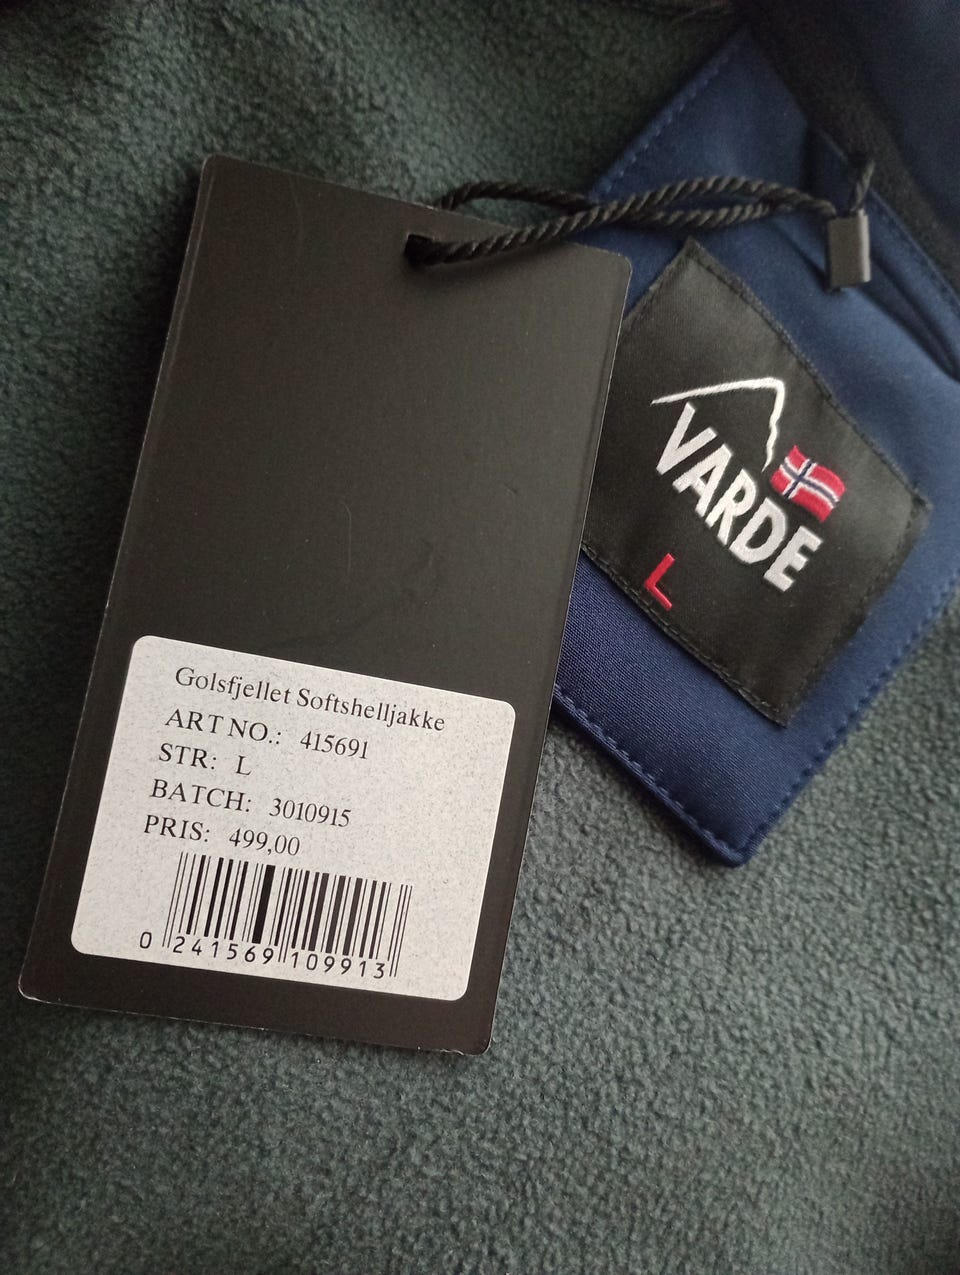 VARDE
L
Golsfjellet Softshelljakke
ART NO.: 415691
STR: L
BATCH: 3010915
PRIS: 499,00
0 241569 109913